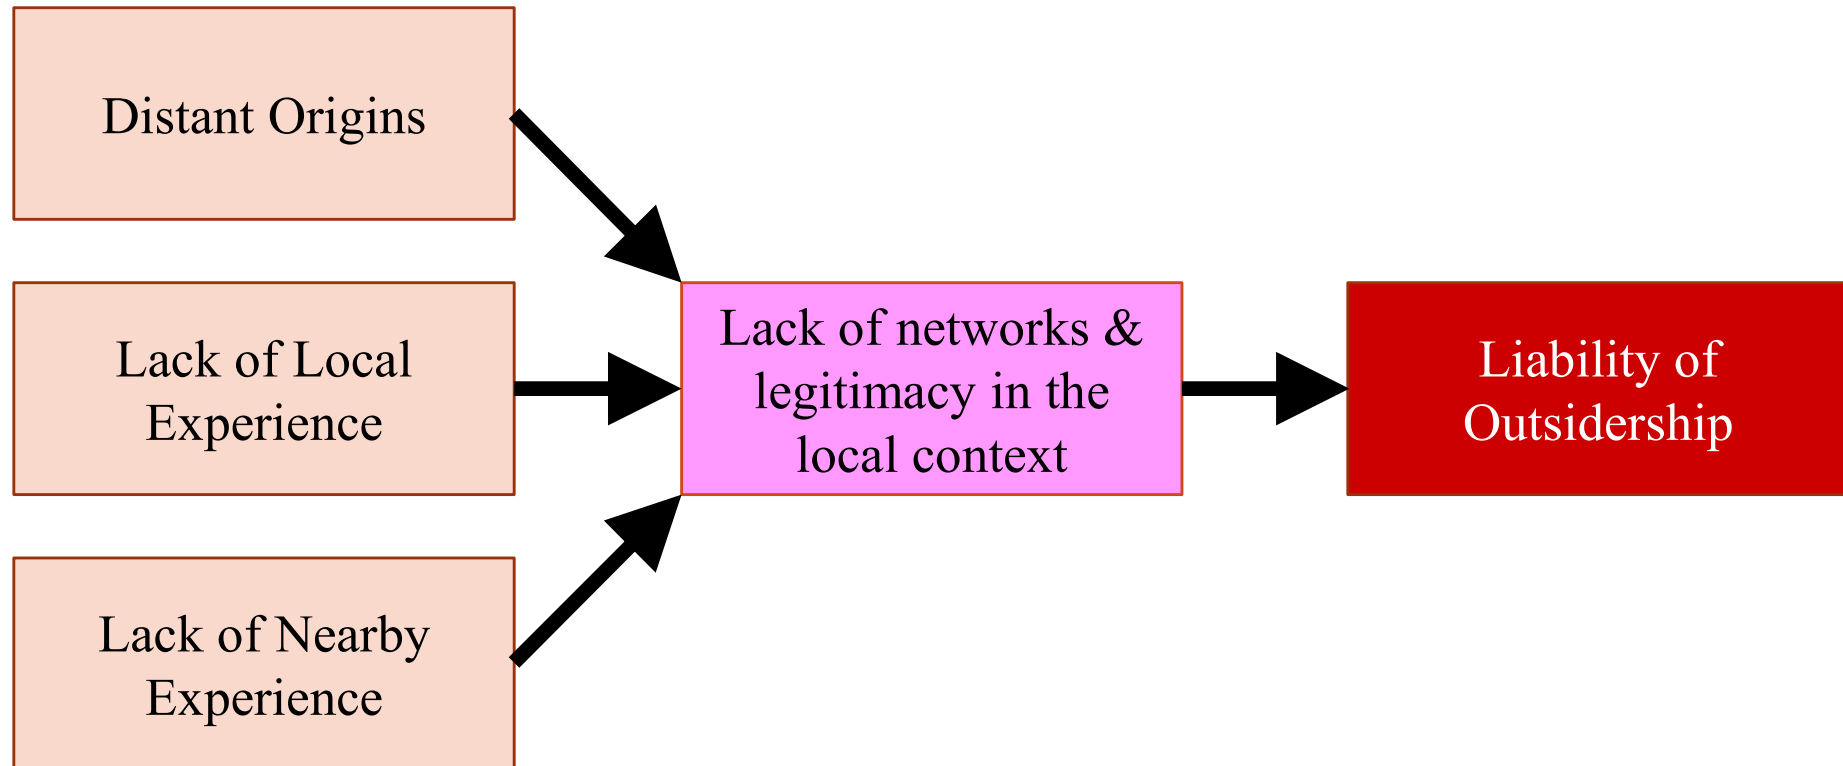 Distant Origins
Lack of Local
Experience
Lack of Nearby
Experience
Lack of networks &
legitimacy in the
local context
Liability of
Outsidership